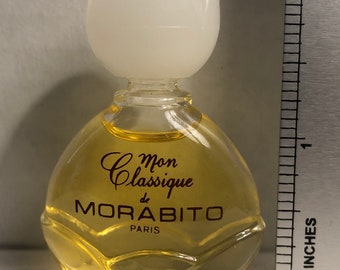 Mon
Classique
de
MORABITO
PARIS
1
INCHES